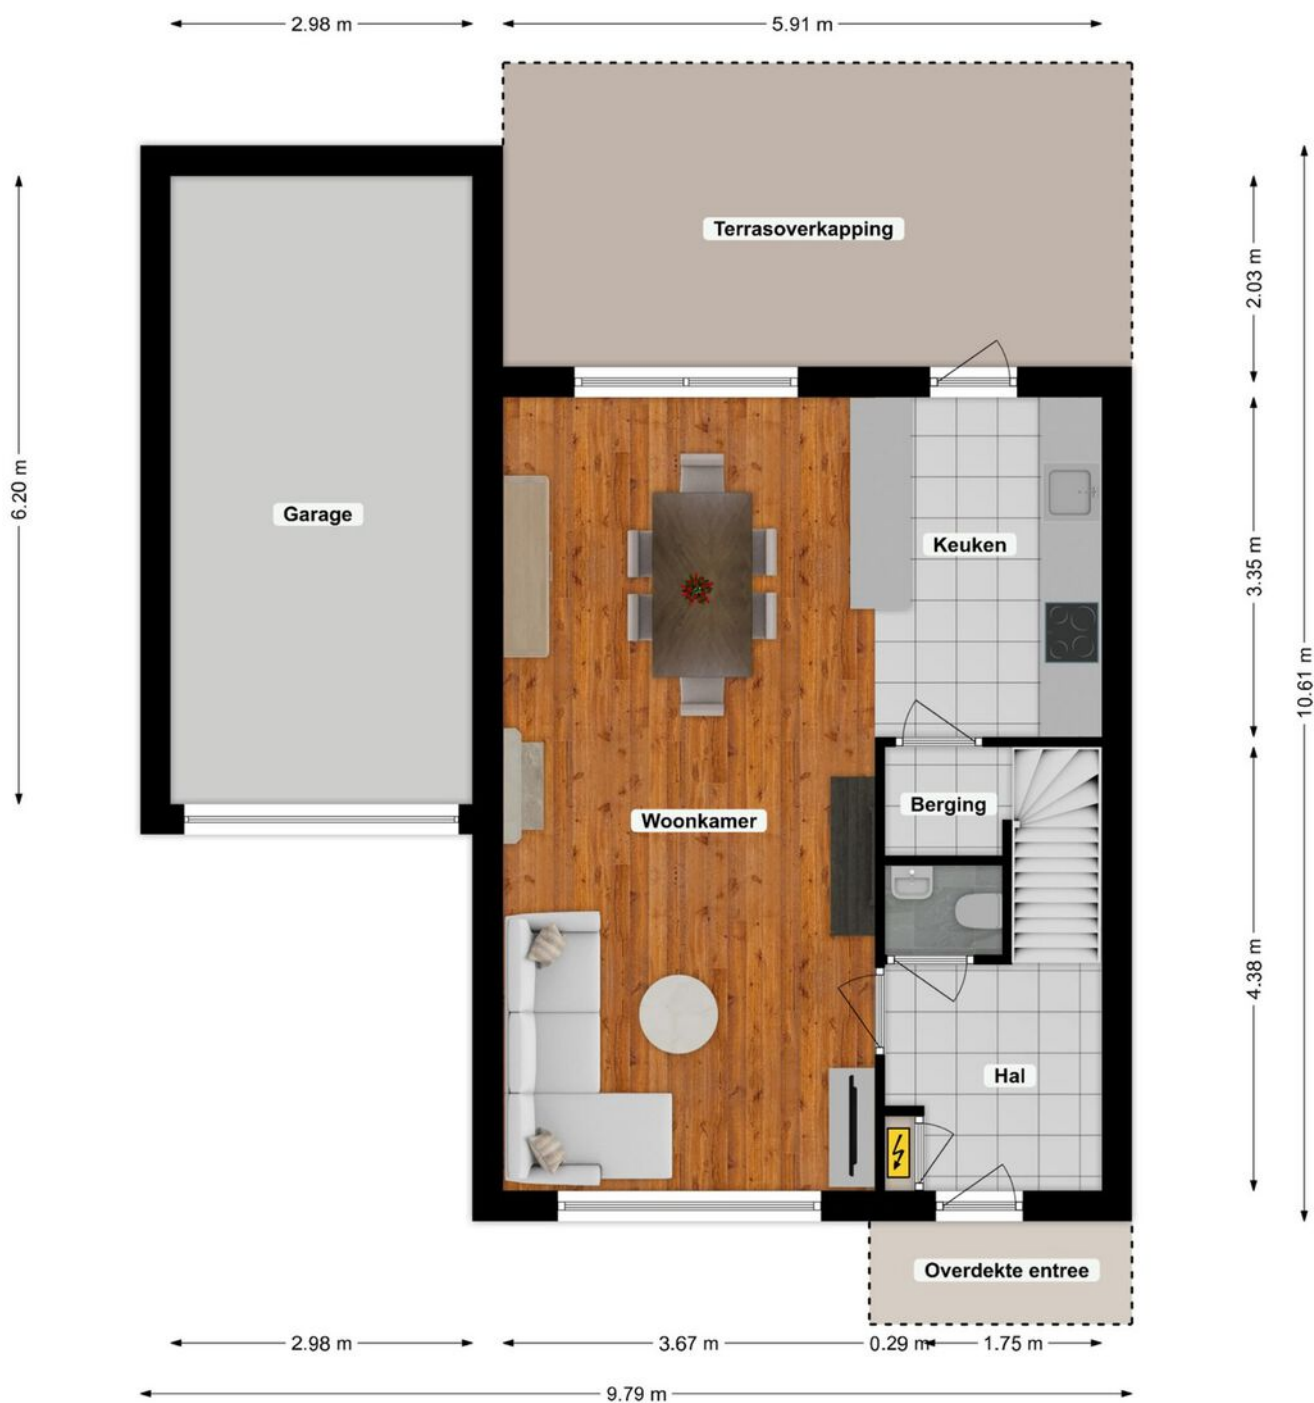 2.98 m
5.91 m
Terrasoverkapping
2.03 m
6.20 m
Garage
Keuken
3.35 m
10.61 m
Woonkamer
Berging
4.38 m
Hal
Overdekte entree
2.98 m
3.67 m
0.29 m
1.75 m
9.79 m